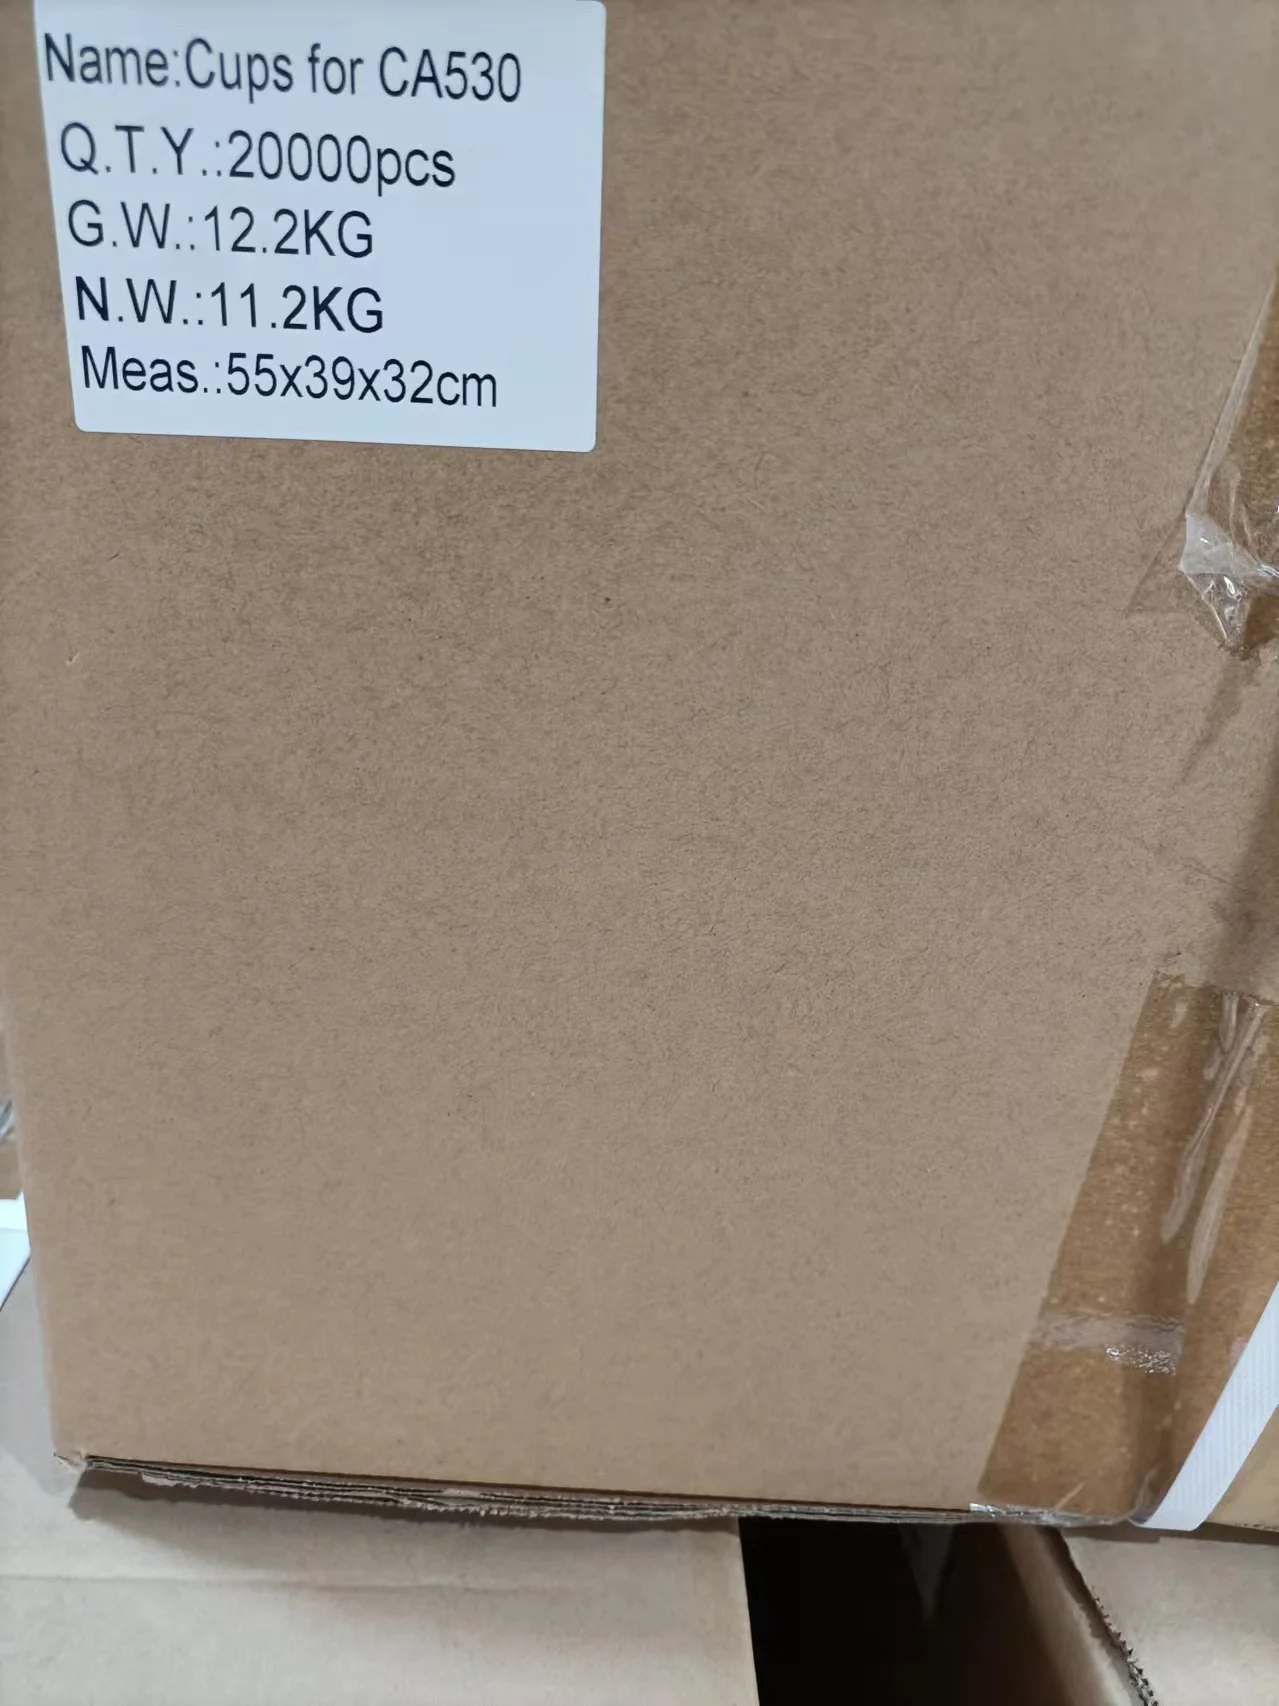 Name:Cups for CA530
Q.T.Y.:20000pcs
G.W.:12.2KG
N.W.:11.2KG
Meas.:55x39x32cm